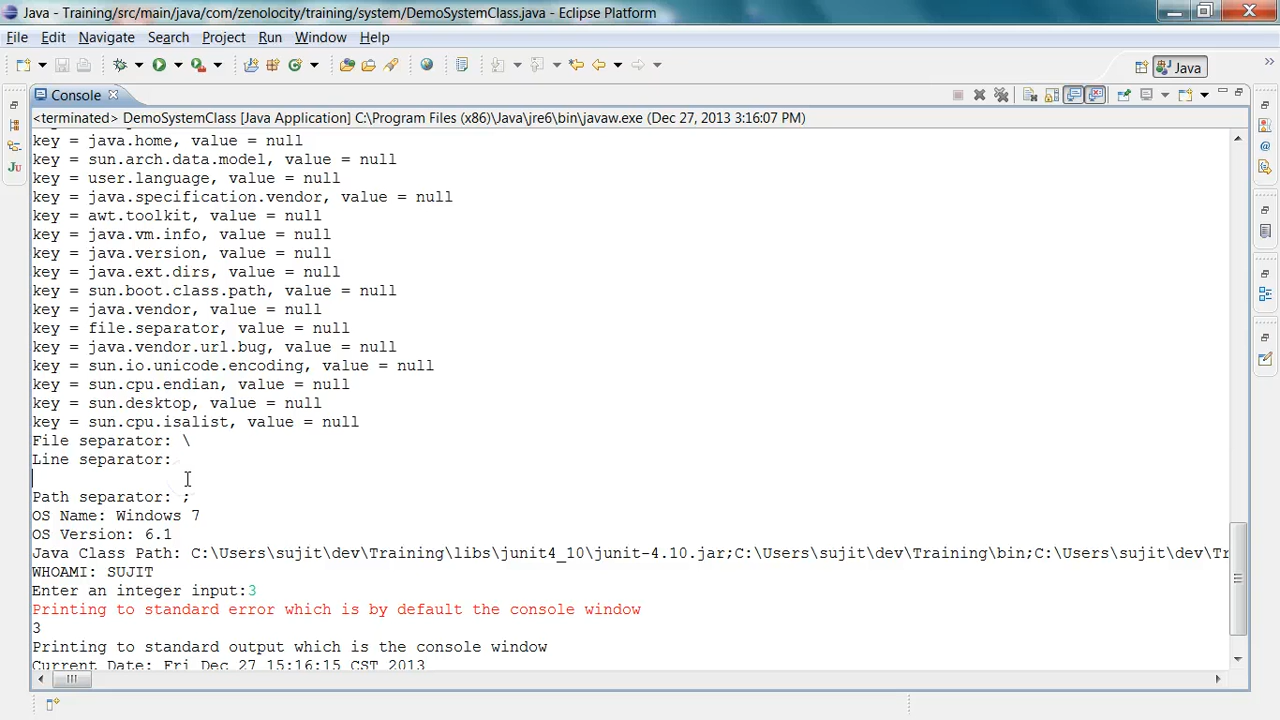 Java - Training/src/main/java/com/zenolocity/training/system/DemoSystemClass.java - Eclipse Platform
File Edit Navigate Search Project Run Window Help
Java
Console
<terminated> DemoSystemClass [Java Application] C:\Program Files (x86)\Java\jre6\bin\javaw.exe (Dec 27, 2013 3:16:07 PM)
key = java.home, value = null
key = sun.arch.data.model, value = null
key = user.language, value = null
key = java.specification.vendor, value = null
key = awt.toolkit, value = null
key = java.vm.info, value = null
key = java.version, value = null
key = java.ext.dirs, value = null
key = sun.boot.class.path, value = null
key = java.vendor, value = null
key = file.separator, value = null
key = java.vendor.url.bug, value = null
key = sun.io.unicode.encoding, value = null
key = sun.cpu.endian, value = null
key = sun.desktop, value = null
key = sun.cpu.isalist, value = null
File separator: \
Line separator:
Path separator: ;
OS Name: Windows 7
OS Version: 6.1
Java Class Path: C:\Users\sujit\dev\Training\libs\junit4_10\junit-4.10.jar;C:\Users\sujit\dev\Training\bin;C:\Users\sujit\dev\Tr
WHOAMI: SUJIT
Enter an integer input:3
Printing to standard error which is by default the console window
3
Printing to standard output which is the console window
Current Date: Fri Dec 27 15:16:15 CST 2013